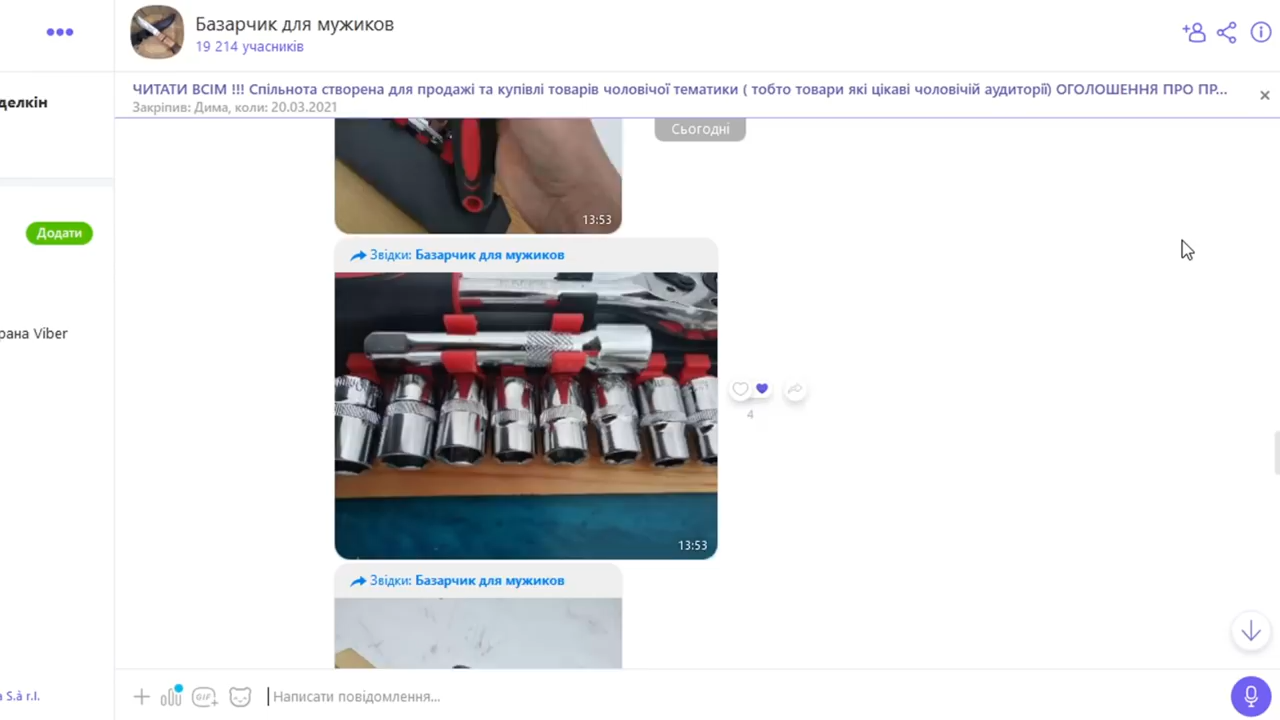 Базарчик для мужиков
19 214 учасників
делкін
ЧИТАТИ ВСІМ !!! Спільнота створена для продажі та купівлі товарів чоловічої тематики ( тобто товари які цікаві чоловічій аудиторії) ОГОЛОШЕННЯ ПРО ПР...
Закріпив: Дима, коли: 20.03.2021
Сьогодні
13:53
Додати
Звідки: Базарчик для мужиков
рана Viber
4
13:53
Звідки: Базарчик для мужиков
a S.à r.l.
GIF
Написати повідомлення...